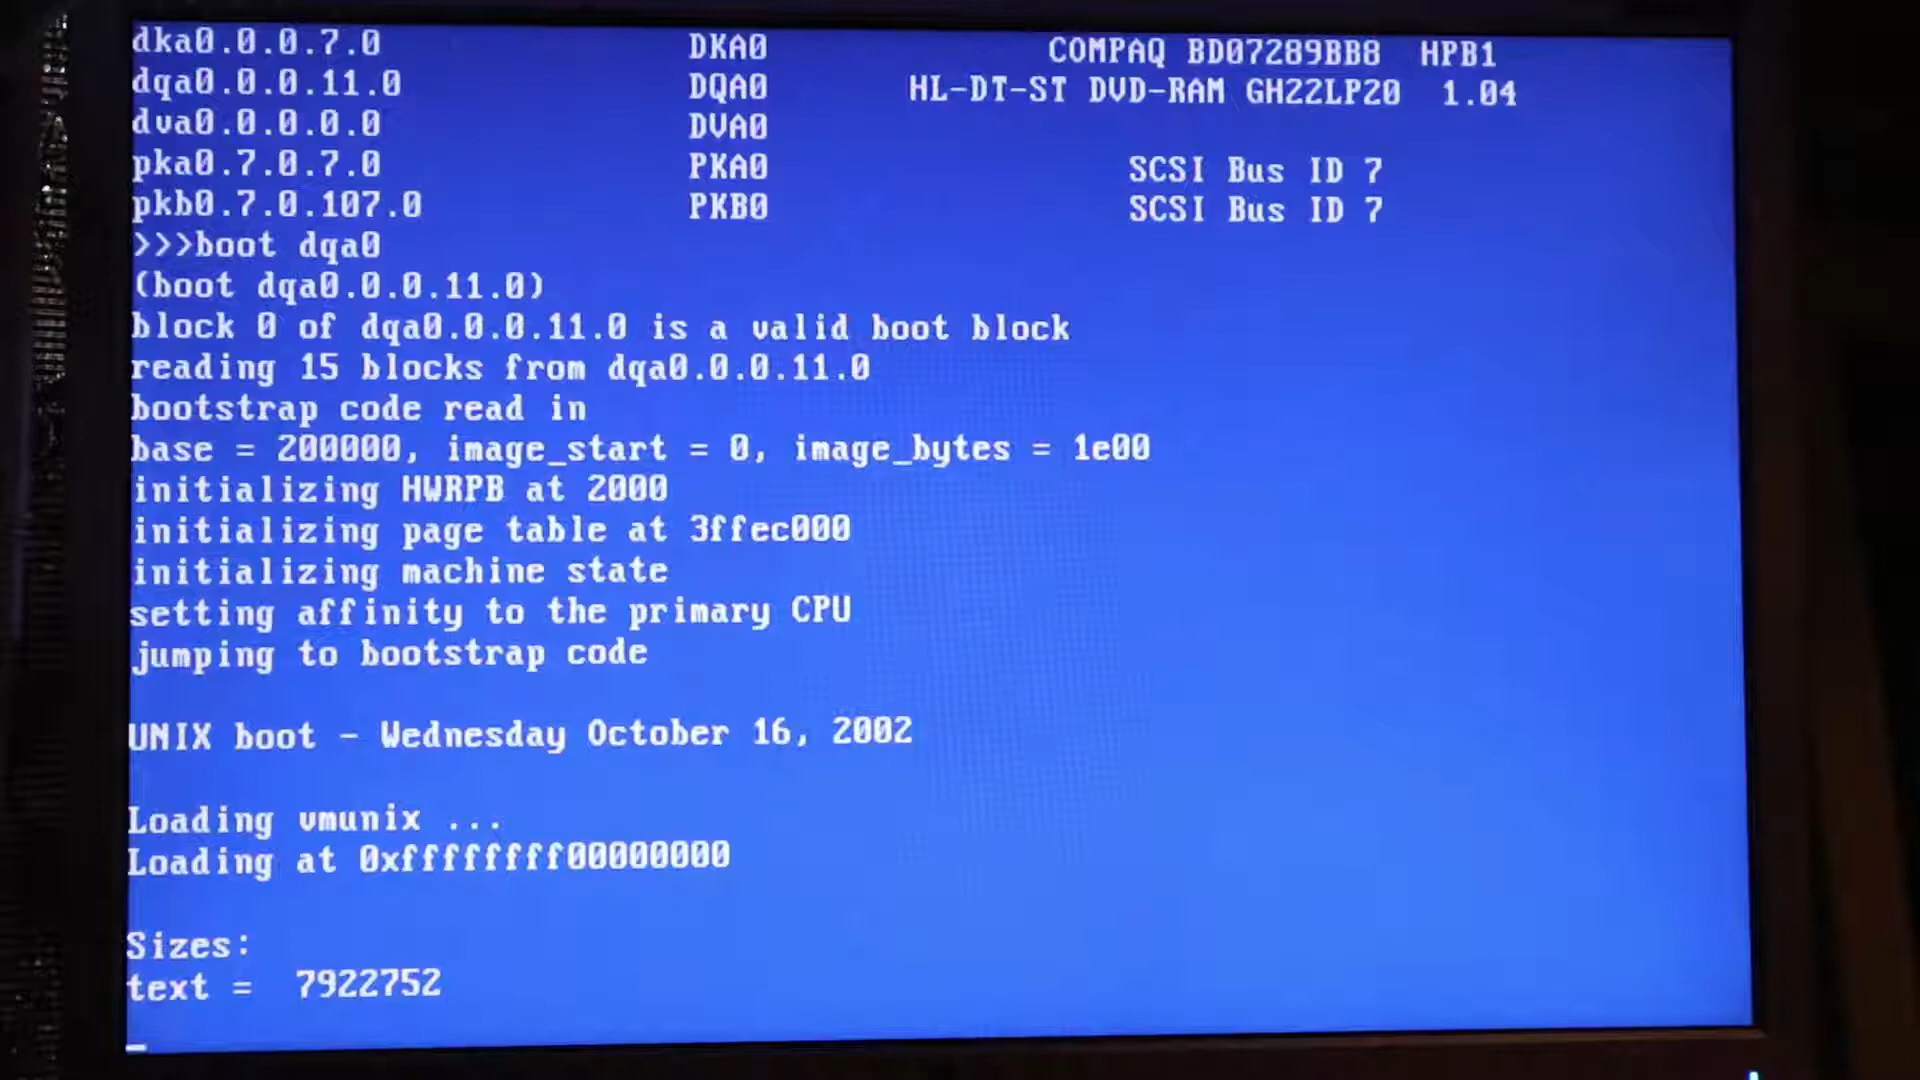 dka0.0.0.7.0 DKA0 COMPAQ BD07289BB8 HPB1
dqa0.0.0.11.0 DQA0 HL-DT-ST DVD-RAM GH22LP20 1.04
dva0.0.0.0.0 DVA0
pka0.7.0.7.0 PKA0 SCSI Bus ID 7
pkb0.7.0.107.0 PKB0 SCSI Bus ID 7
>>>boot dqa0
(boot dqa0.0.0.11.0)
block 0 of dqa0.0.0.11.0 is a valid boot block
reading 15 blocks from dqa0.0.0.11.0
bootstrap code read in
base = 200000, image_start = 0, image_bytes = 1e00
initializing HWRPB at 2000
initializing page table at 3ffec000
initializing machine state
setting affinity to the primary CPU
jumping to bootstrap code
UNIX boot - Wednesday October 16, 2002
Loading vmunix ...
Loading at 0xffffffff00000000
Sizes:
text = 7922752